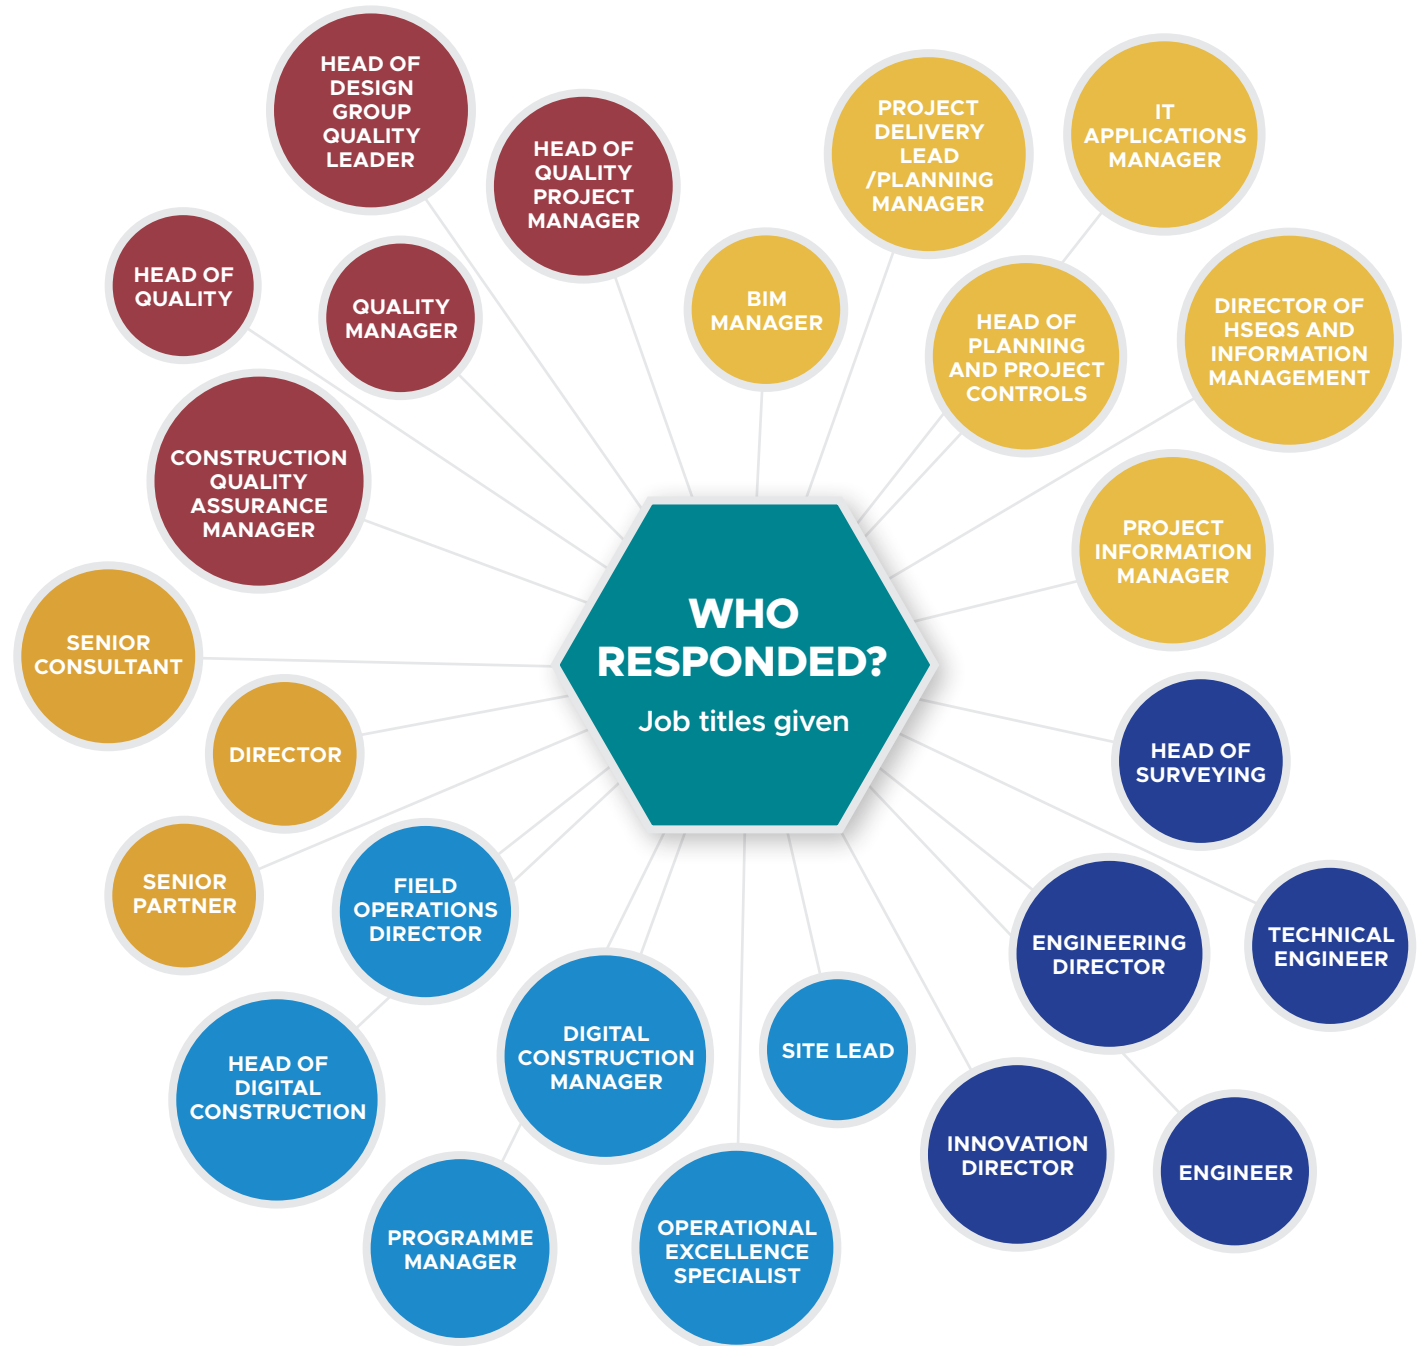 HEAD OF
DESIGN
GROUP
QUALITY
LEADER
HEAD OF
QUALITY
PROJECT
MANAGER
HEAD OF
QUALITY
QUALITY
MANAGER
CONSTRUCTION
QUALITY
ASSURANCE
MANAGER
PROJECT
DELIVERY
LEAD
/PLANNING
MANAGER
IT
APPLICATIONS
MANAGER
BIM
MANAGER
HEAD OF
PLANNING
AND PROJECT
CONTROLS
DIRECTOR OF
HSEQS AND
INFORMATION
MANAGEMENT
PROJECT
INFORMATION
MANAGER
WHO
RESPONDED?
Job titles given
SENIOR
CONSULTANT
DIRECTOR
SENIOR
PARTNER
FIELD
OPERATIONS
DIRECTOR
HEAD OF
DIGITAL
CONSTRUCTION
DIGITAL
CONSTRUCTION
MANAGER
SITE LEAD
PROGRAMME
MANAGER
OPERATIONAL
EXCELLENCE
SPECIALIST
HEAD OF
SURVEYING
ENGINEERING
DIRECTOR
TECHNICAL
ENGINEER
INNOVATION
DIRECTOR
ENGINEER